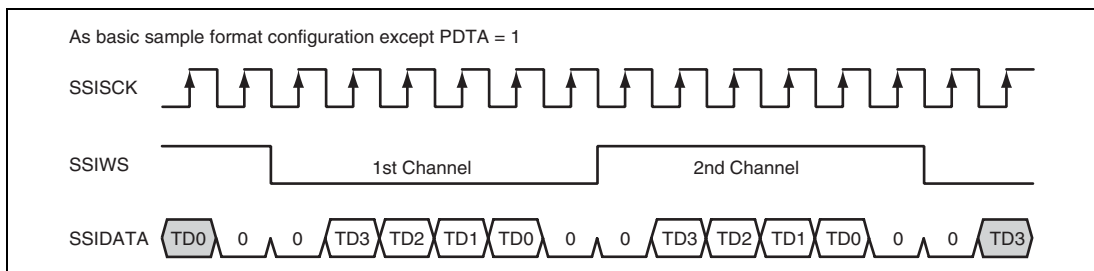 As basic sample format configuration except PDTA = 1
SSISCK
SSIWS 1st Channel 2nd Channel
SSIDATA TD0 0 0 TD3 TD2 TD1 TD0 0 0 TD3 TD2 TD1 TD0 0 0 TD3